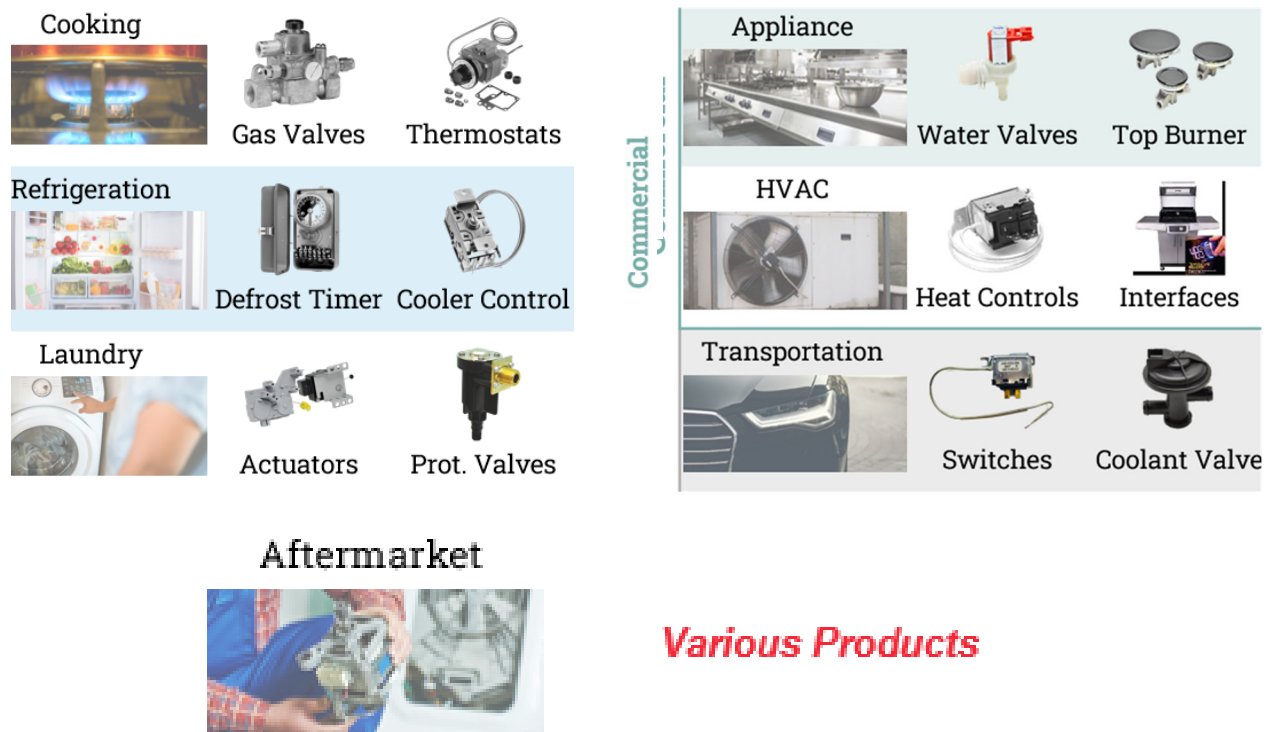 Cooking
Gas Valves
Thermostats
Refrigeration
Defrost Timer
Cooler Control
Laundry
Actuators
Prot. Valves
Commercial
Appliance
Water Valves
Top Burner
HVAC
Heat Controls
Interfaces
Transportation
Switches
Coolant Valve
Aftermarket
Various Products